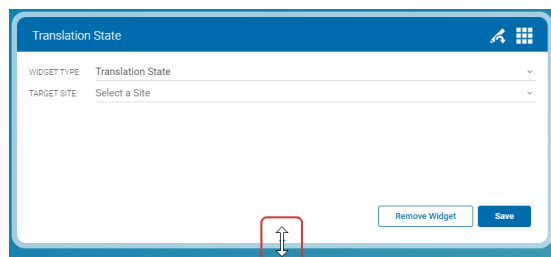 Translation State
WIDGET TYPE: Translation State
TARGET SITE: Select a Site
Remove Widget Save